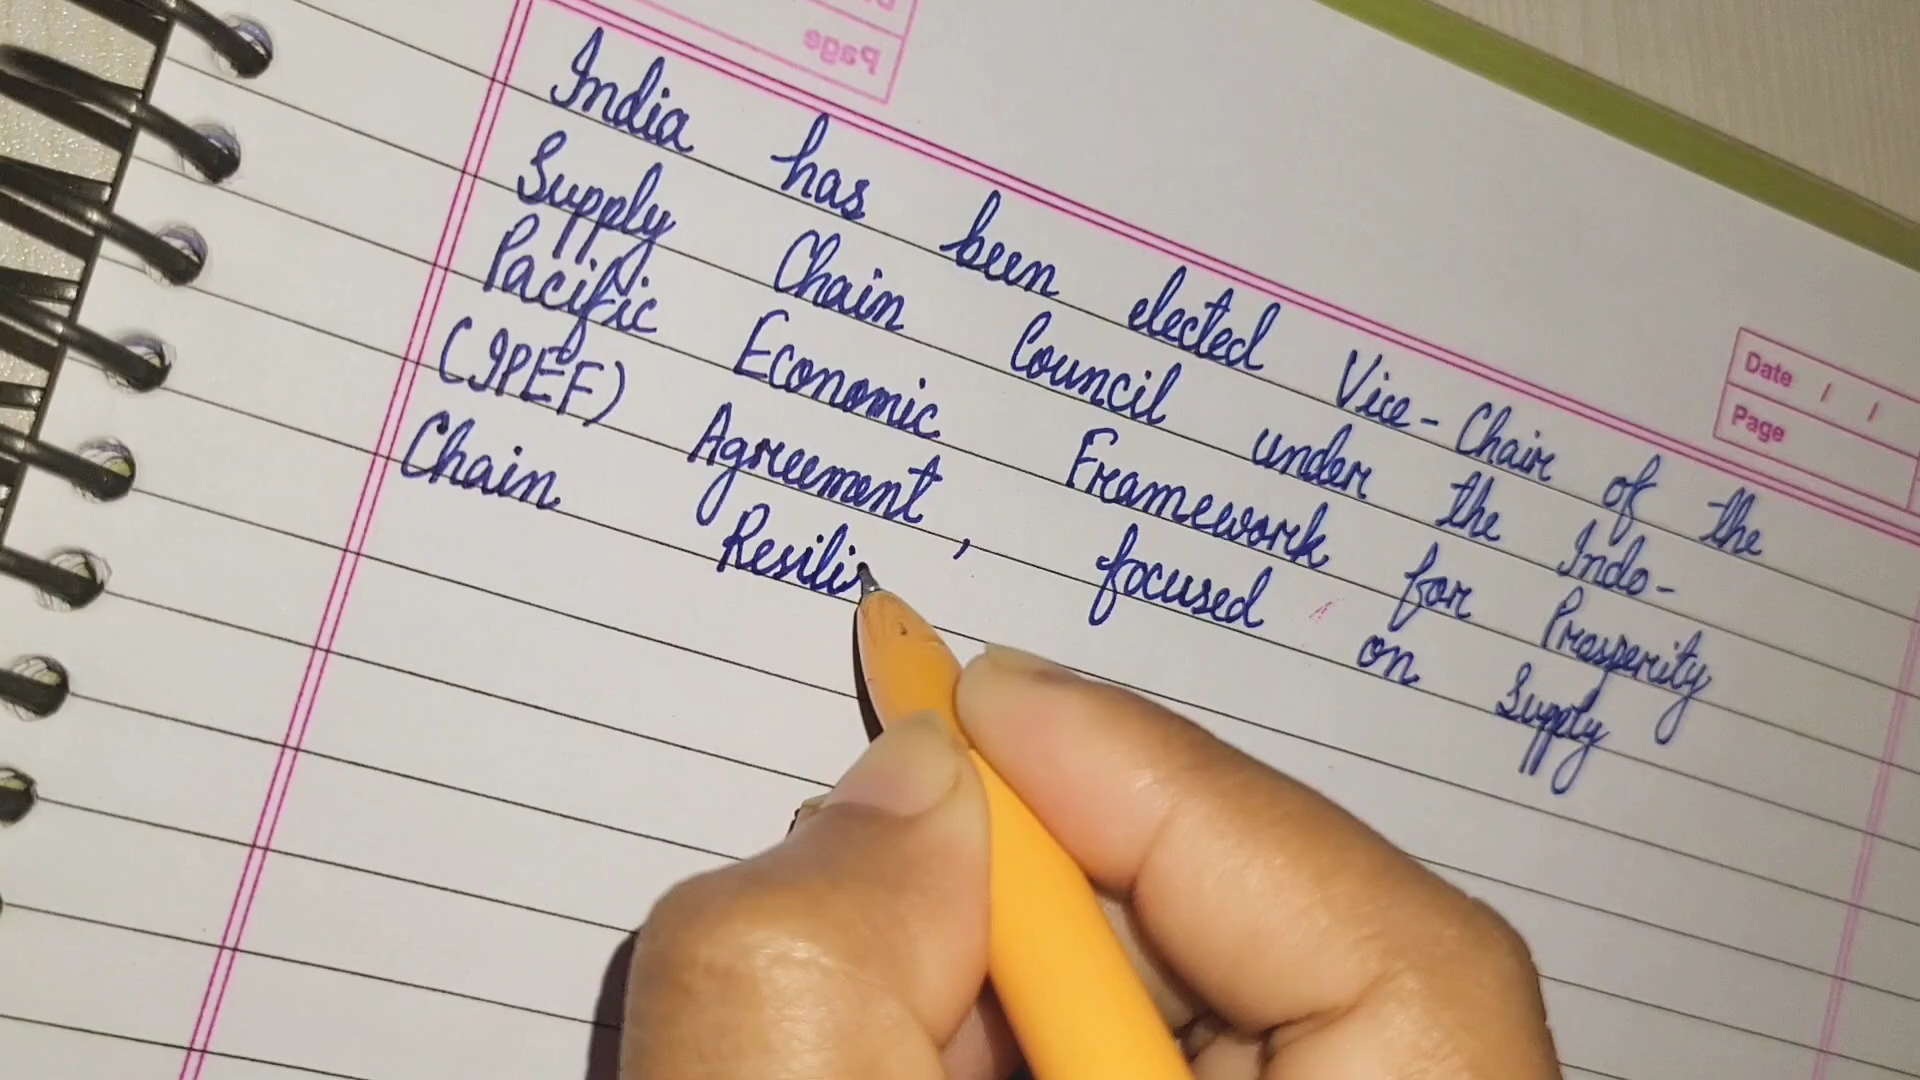 India has been elected Vice-Chair of the
Supply Chain Council under the Indo-
Pacific Economic Framework for Prosperity
(IPEF) Agreement, focused on Supply
Chain Resili
Date / /
Page
Page